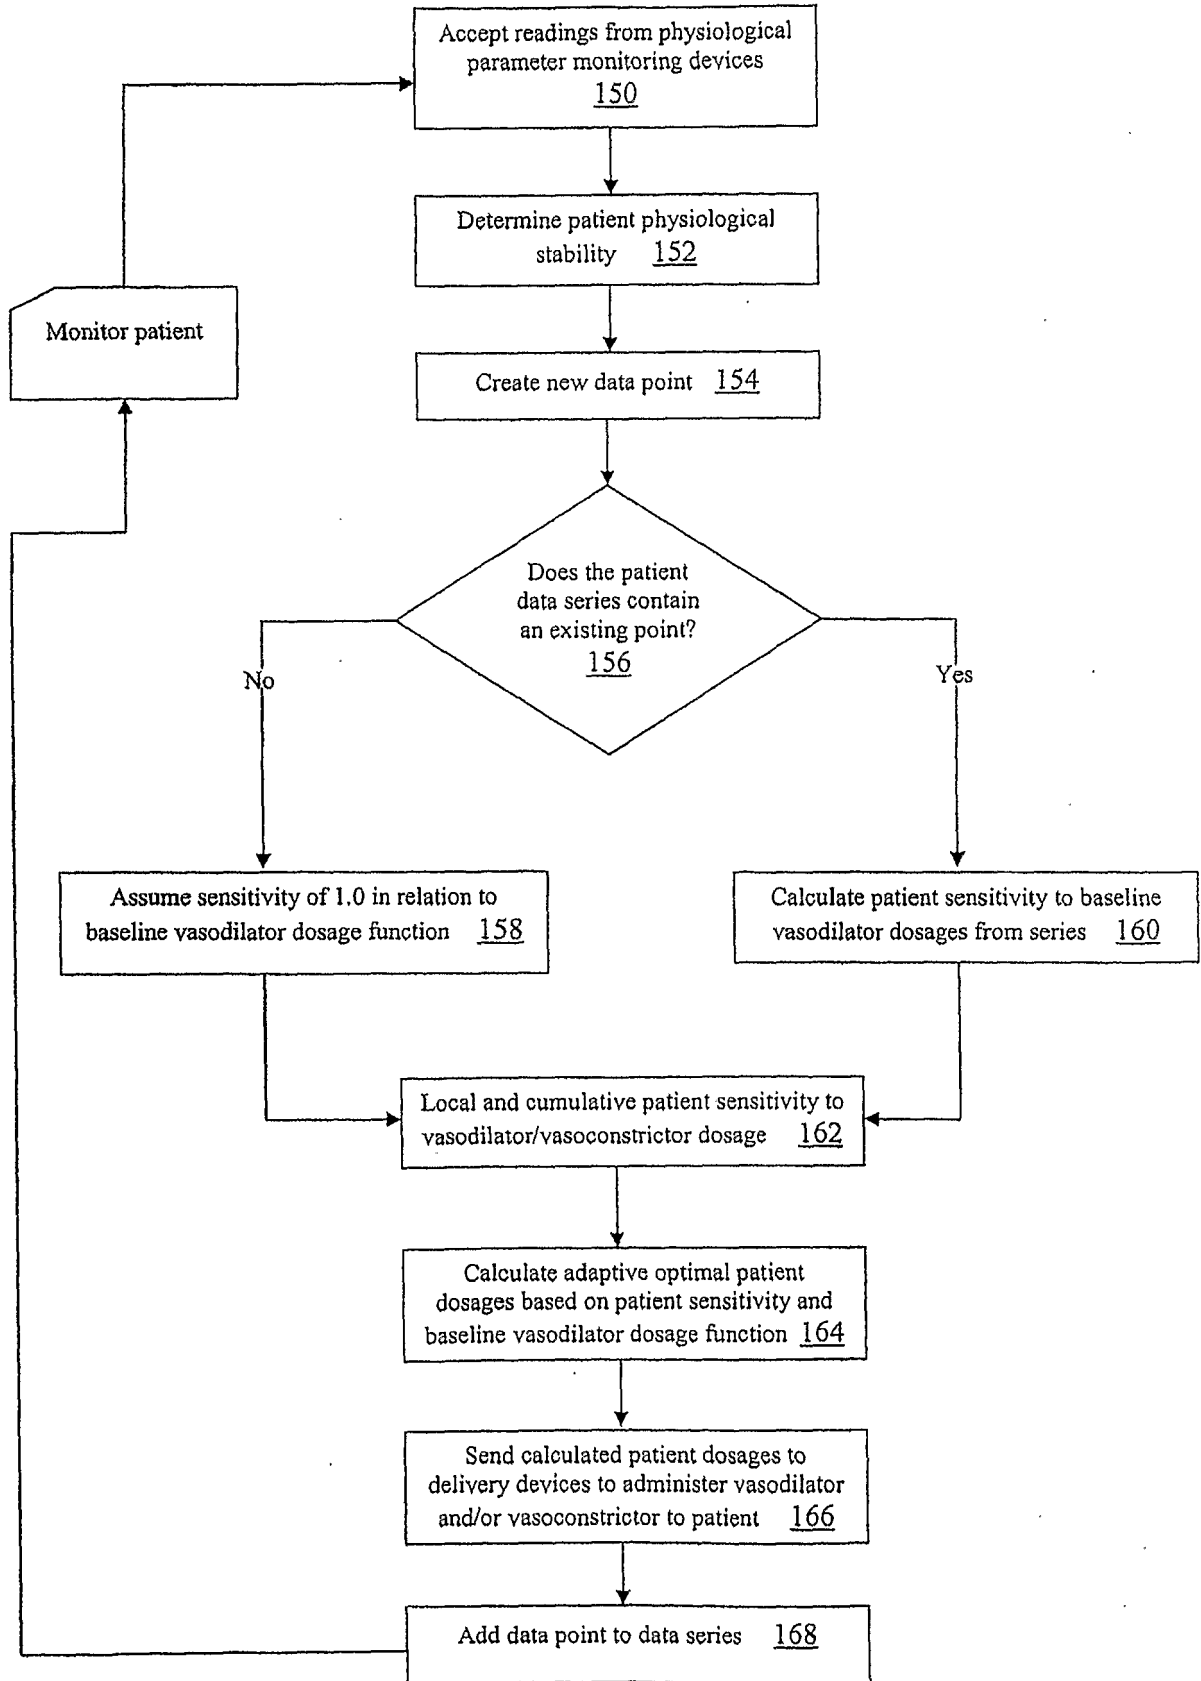 Accept readings from physiological
parameter monitoring devices
150
Determine patient physiological
stability 152
Monitor patient
Create new data point 154
Does the patient
data series contain
an existing point?
156
No
Yes
Assume sensitivity of 1.0 in relation to
baseline vasodilator dosage function 158
Calculate patient sensitivity to baseline
vasodilator dosages from series 160
Local and cumulative patient sensitivity to
vasodilator/vasoconstrictor dosage 162
Calculate adaptive optimal patient
dosages based on patient sensitivity and
baseline vasodilator dosage function 164
Send calculated patient dosages to
delivery devices to administer vasodilator
and/or vasoconstrictor to patient 166
Add data point to data series 168